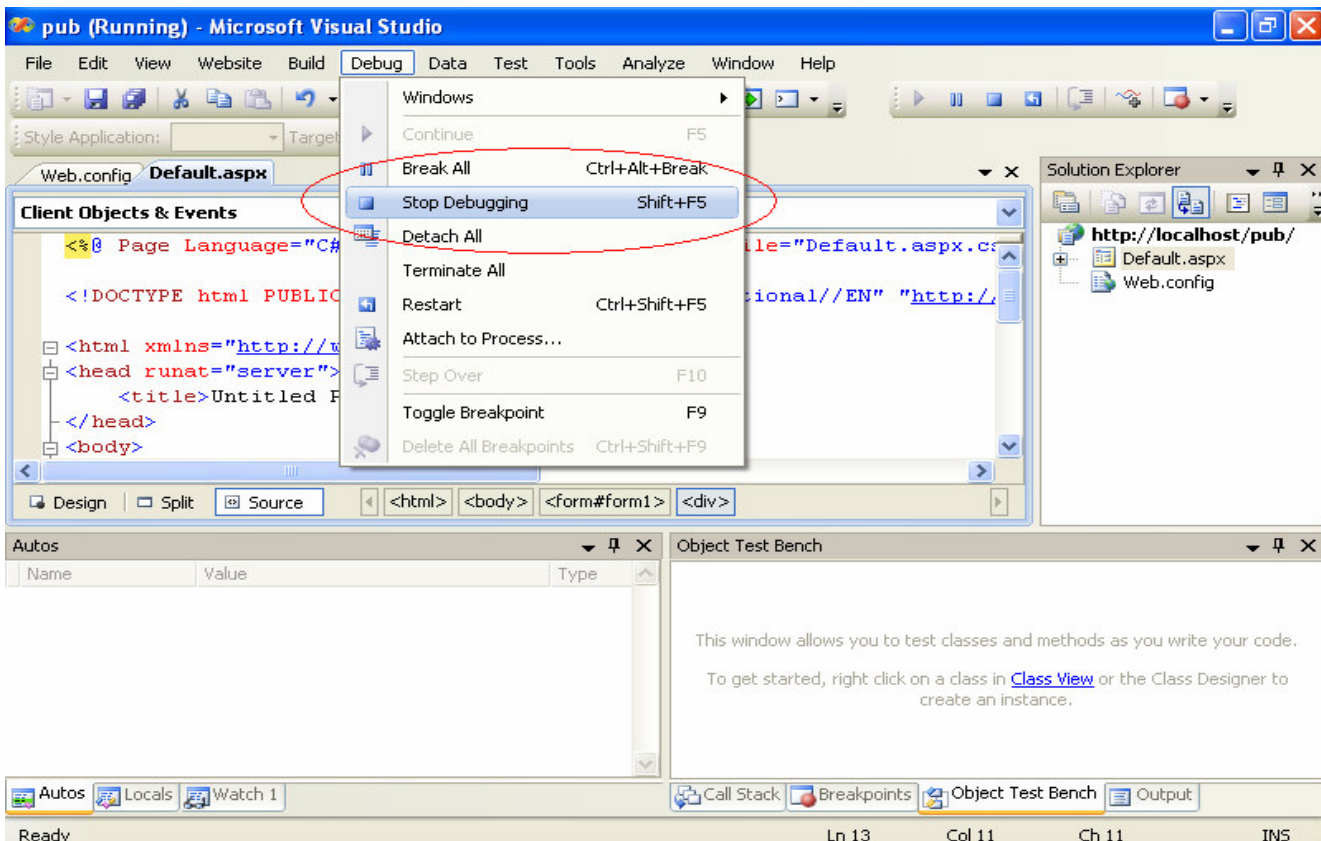 pub (Running) - Microsoft Visual Studio
File Edit View Website Build Debug Data Test Tools Analyze Window Help
Style Application: Target
Windows
Continue F5
Break All Ctrl+Alt+Break
Stop Debugging Shift+F5
Detach All
Terminate All
Restart Ctrl+Shift+F5
Attach to Process...
Step Over F10
Toggle Breakpoint F9
Delete All Breakpoints Ctrl+Shift+F9
Web.config Default.aspx
Client Objects & Events
<%@ Page Language="C# ile="Default.aspx.cs
<!DOCTYPE html PUBLIC tional//EN" "http:/
<html xmlns="http://w
<head runat="server">
<title>Untitled P
</head>
<body>
Design Split Source <html> <body> <form#form1> <div>
Solution Explorer
http://localhost/pub/
Default.aspx
Web.config
Autos
Name Value Type
Object Test Bench
This window allows you to test classes and methods as you write your code.
To get started, right click on a class in Class View or the Class Designer to
create an instance.
Autos Locals Watch 1
Call Stack Breakpoints Object Test Bench Output
Ready Ln 13 Col 11 Ch 11 INS